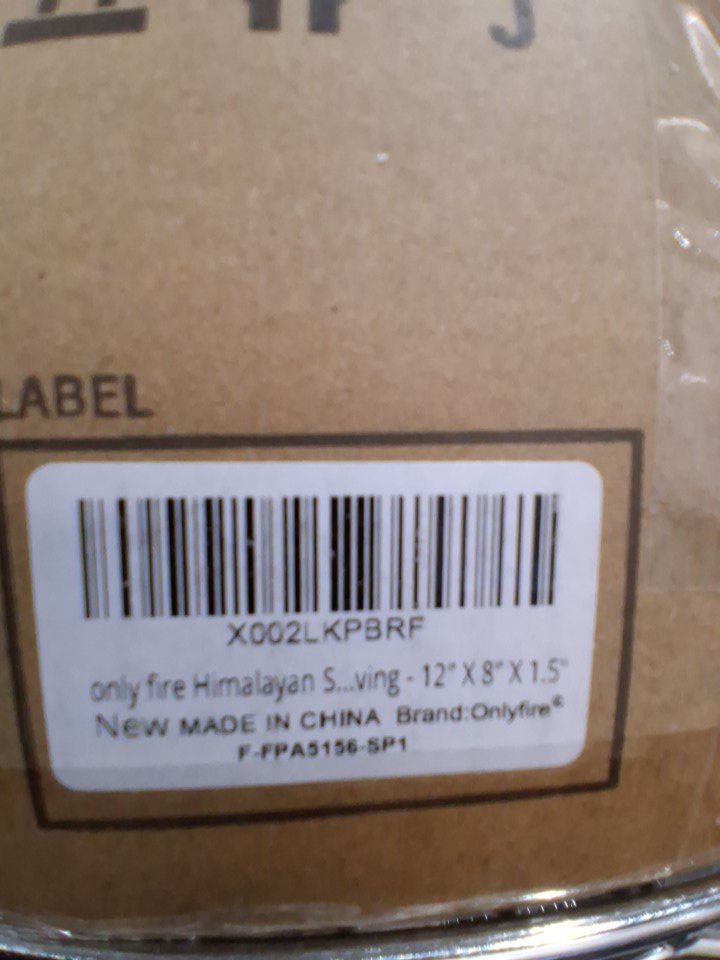 LABEL
X002LKPBRF
only fire Himalayan S...ving - 12" X 8" X 1.5"
New MADE IN CHINA Brand:Onlyfire®
F-FPA5156-SP1